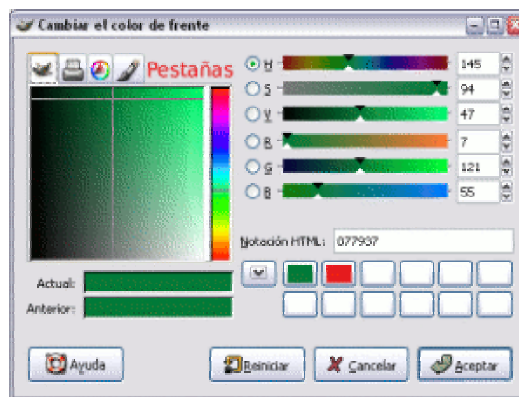 Cambiar el color de frente
Pestañas
H 145
S 94
V 47
R 7
G 121
B 55
Notación HTML: 077937
Actual:
Anterior:
Ayuda
Reiniciar
Cancelar
Aceptar